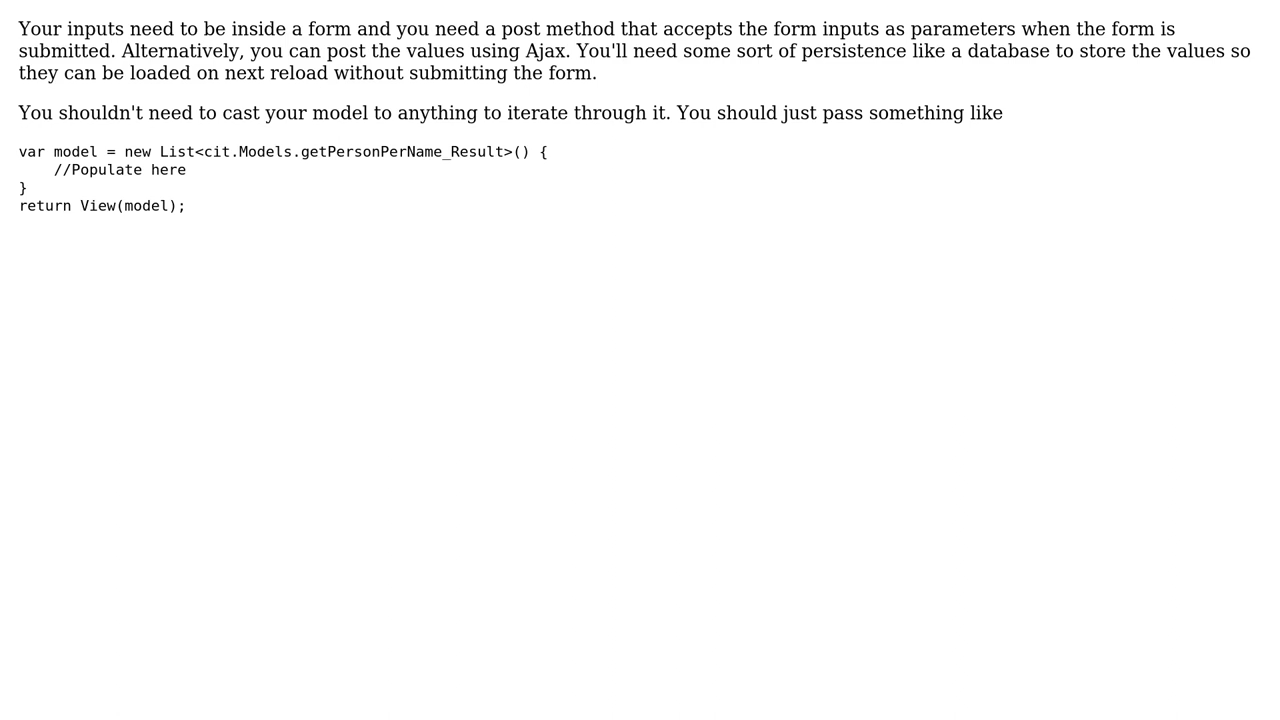 Your inputs need to be inside a form and you need a post method that accepts the form inputs as parameters when the form is
submitted. Alternatively, you can post the values using Ajax. You'll need some sort of persistence like a database to store the values so
they can be loaded on next reload without submitting the form.
You shouldn't need to cast your model to anything to iterate through it. You should just pass something like
var model = new List<cit.Models.getPersonPerName_Result>() {
    //Populate here
}
return View(model);